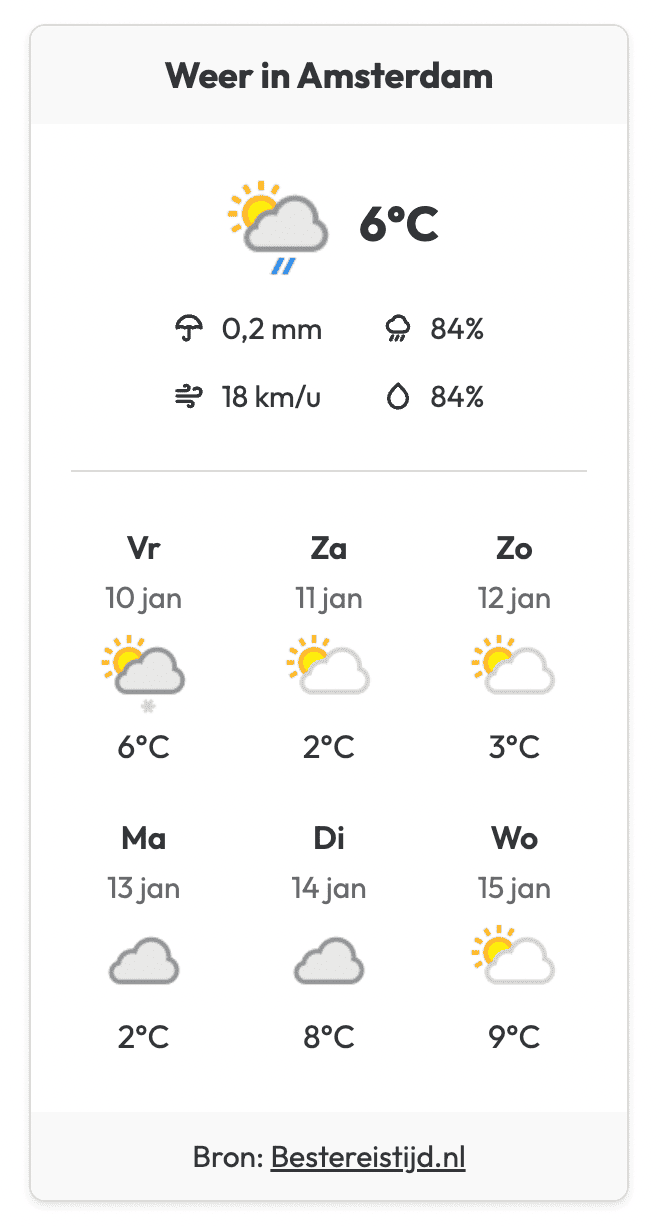 Weer in Amsterdam
6°C
0,2 mm 84%
18 km/u 84%
Vr Za Zo
10 jan 11 jan 12 jan
6°C 2°C 3°C
Ma Di Wo
13 jan 14 jan 15 jan
2°C 8°C 9°C
Bron: Bestereistijd.nl